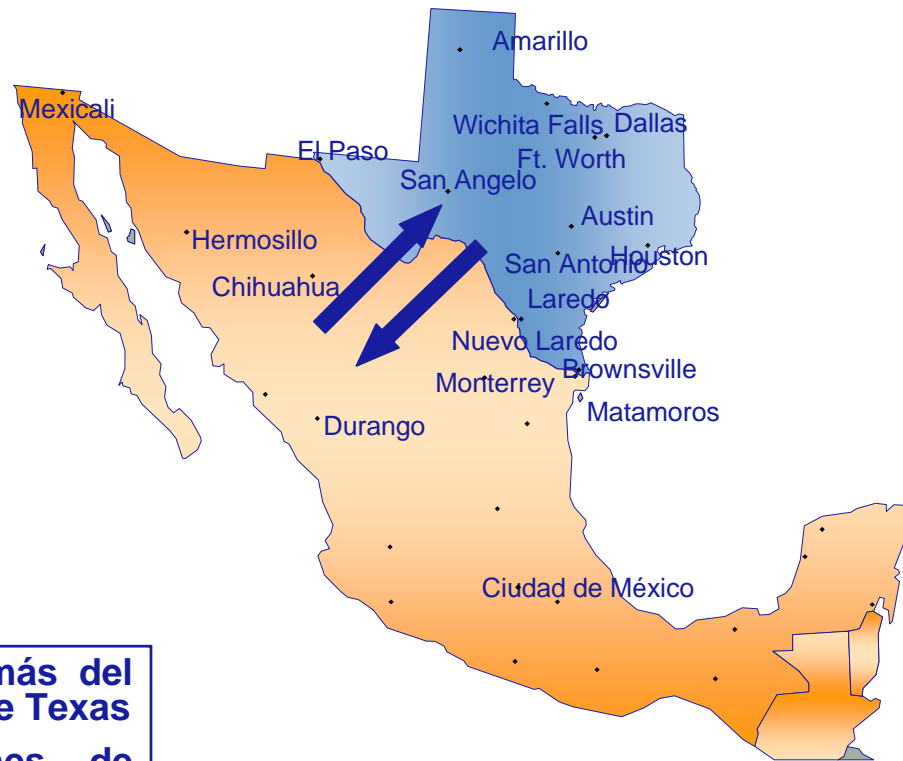 Amarillo
Mexicali
Wichita Falls
Dallas
El Paso
Ft. Worth
San Angelo
Austin
Hermosillo
San Antonio
Houston
Chihuahua
Laredo
Nuevo Laredo
Brownsville
Monterrey
Matamoros
Durango
Ciudad de México
más del
e Texas
de